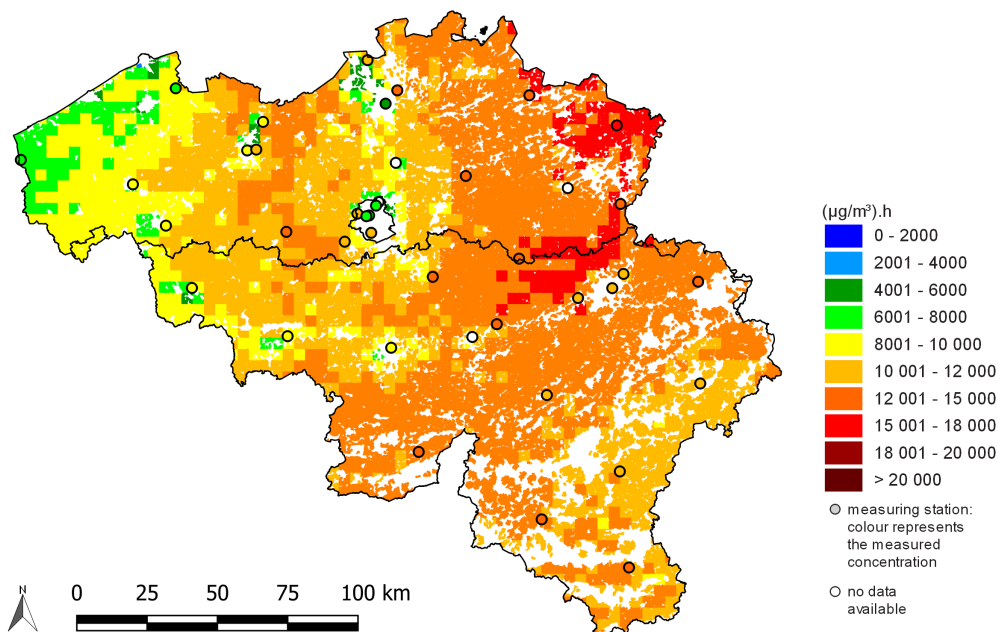 (µg/m³).h
0 - 2000
2001 - 4000
4001 - 6000
6001 - 8000
8001 - 10 000
10 001 - 12 000
12 001 - 15 000
15 001 - 18 000
18 001 - 20 000
> 20 000
measuring station:
colour represents
the measured
concentration
no data
available
N
0 25 50 75 100 km